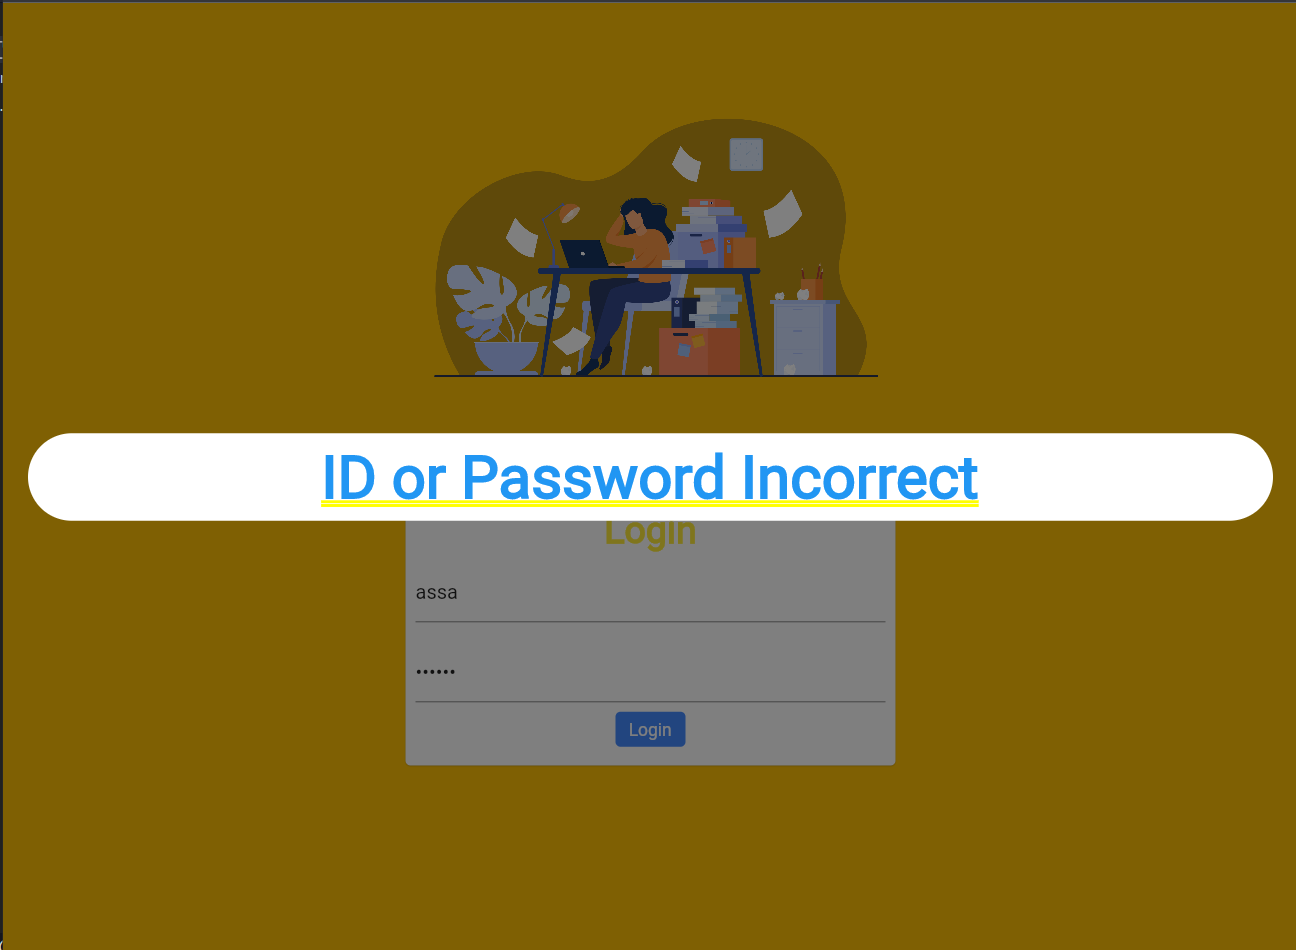 ID or Password Incorrect
Login
assa
••••••
Login